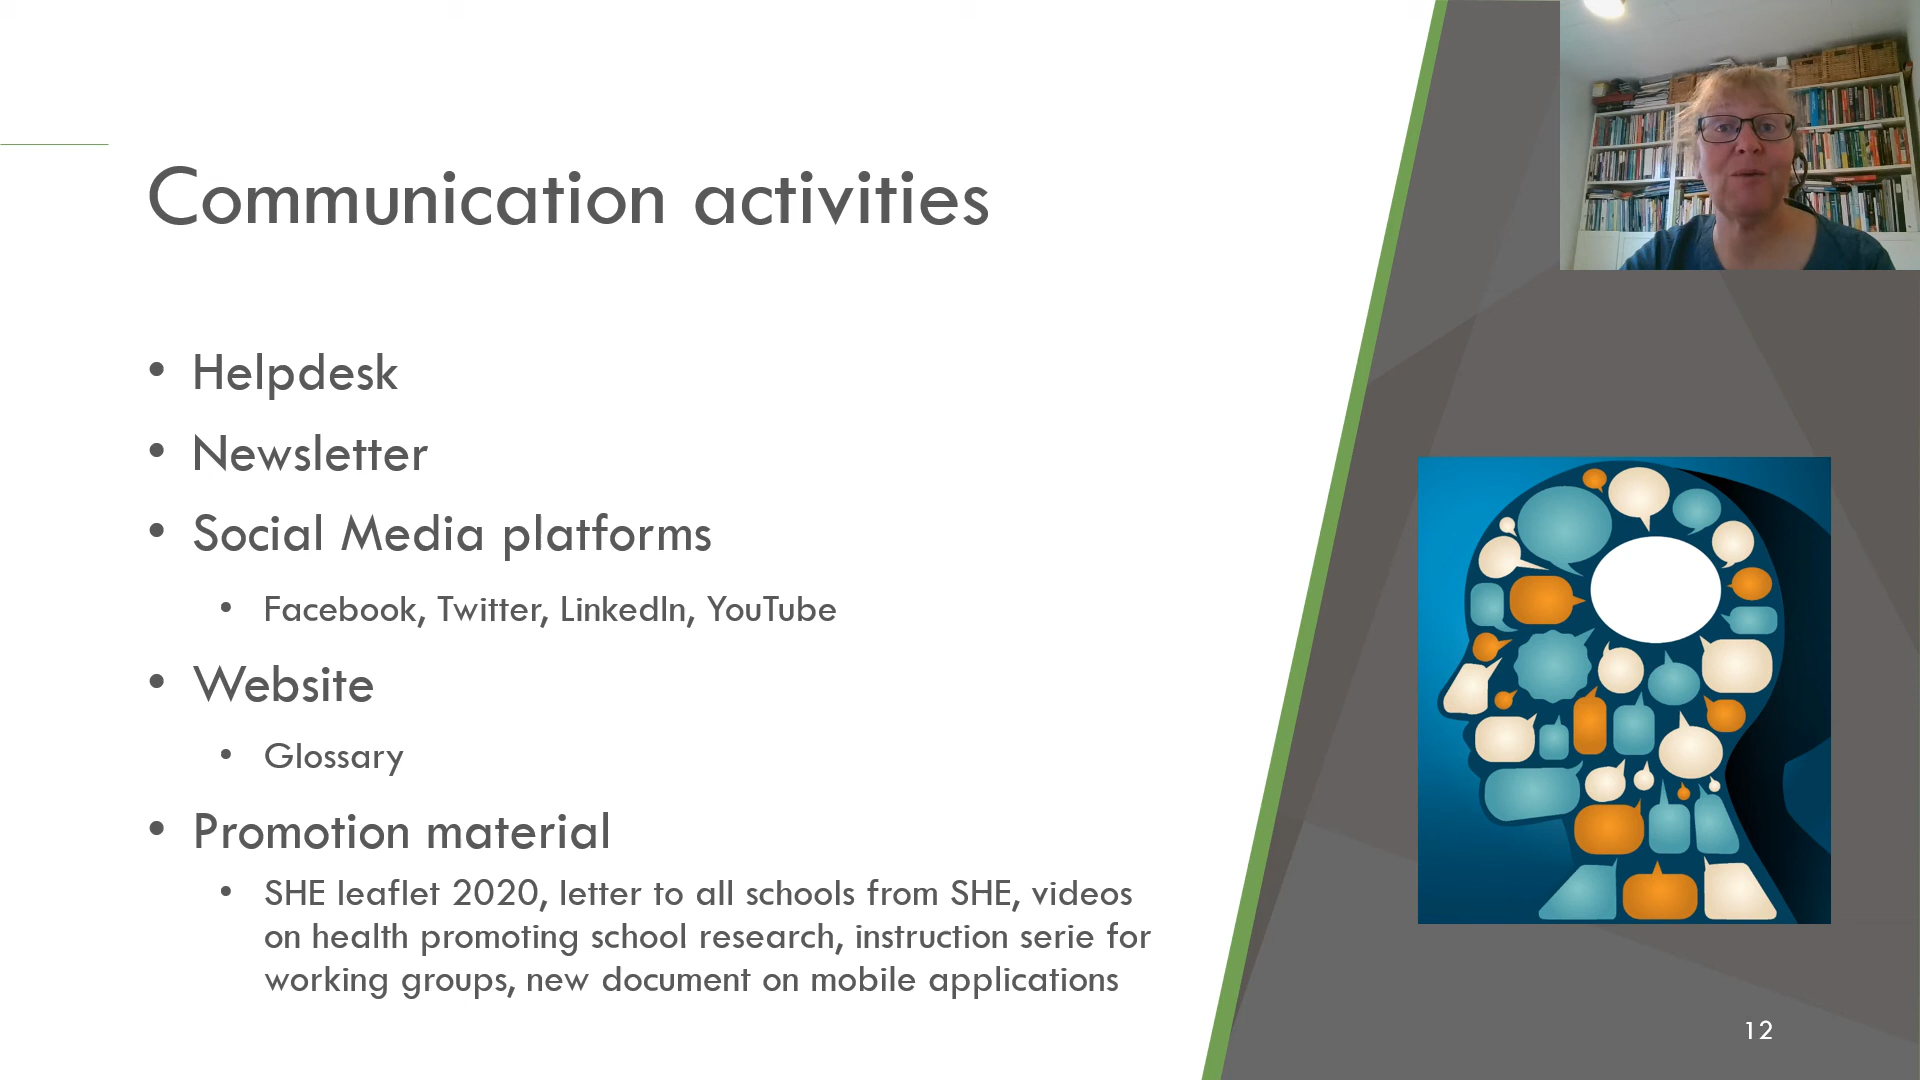 Communication activities
• Helpdesk
• Newsletter
• Social Media platforms
• Facebook, Twitter, LinkedIn, YouTube
• Website
• Glossary
• Promotion material
• SHE leaflet 2020, letter to all schools from SHE, videos
on health promoting school research, instruction serie for
working groups, new document on mobile applications
12